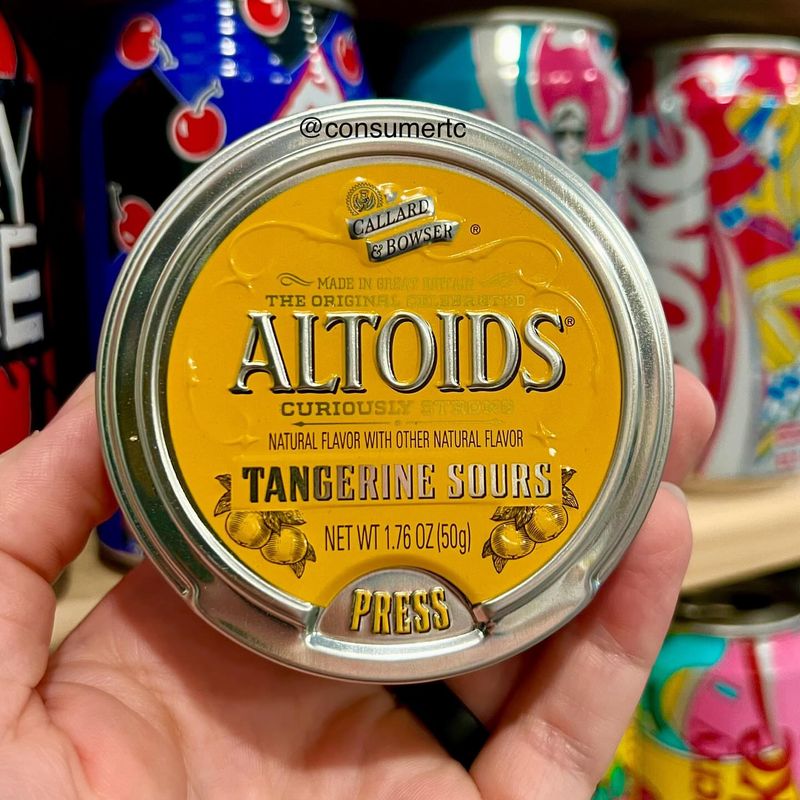 @consumertc
CALLARD
& BOWSER ®
MADE IN GREAT BRITAIN
THE ORIGINAL CELEBRATED
ALTOIDS®
CURIOUSLY STRONG
NATURAL FLAVOR WITH OTHER NATURAL FLAVOR
TANGERINE SOURS
NET WT 1.76 OZ (50g)
PRESS